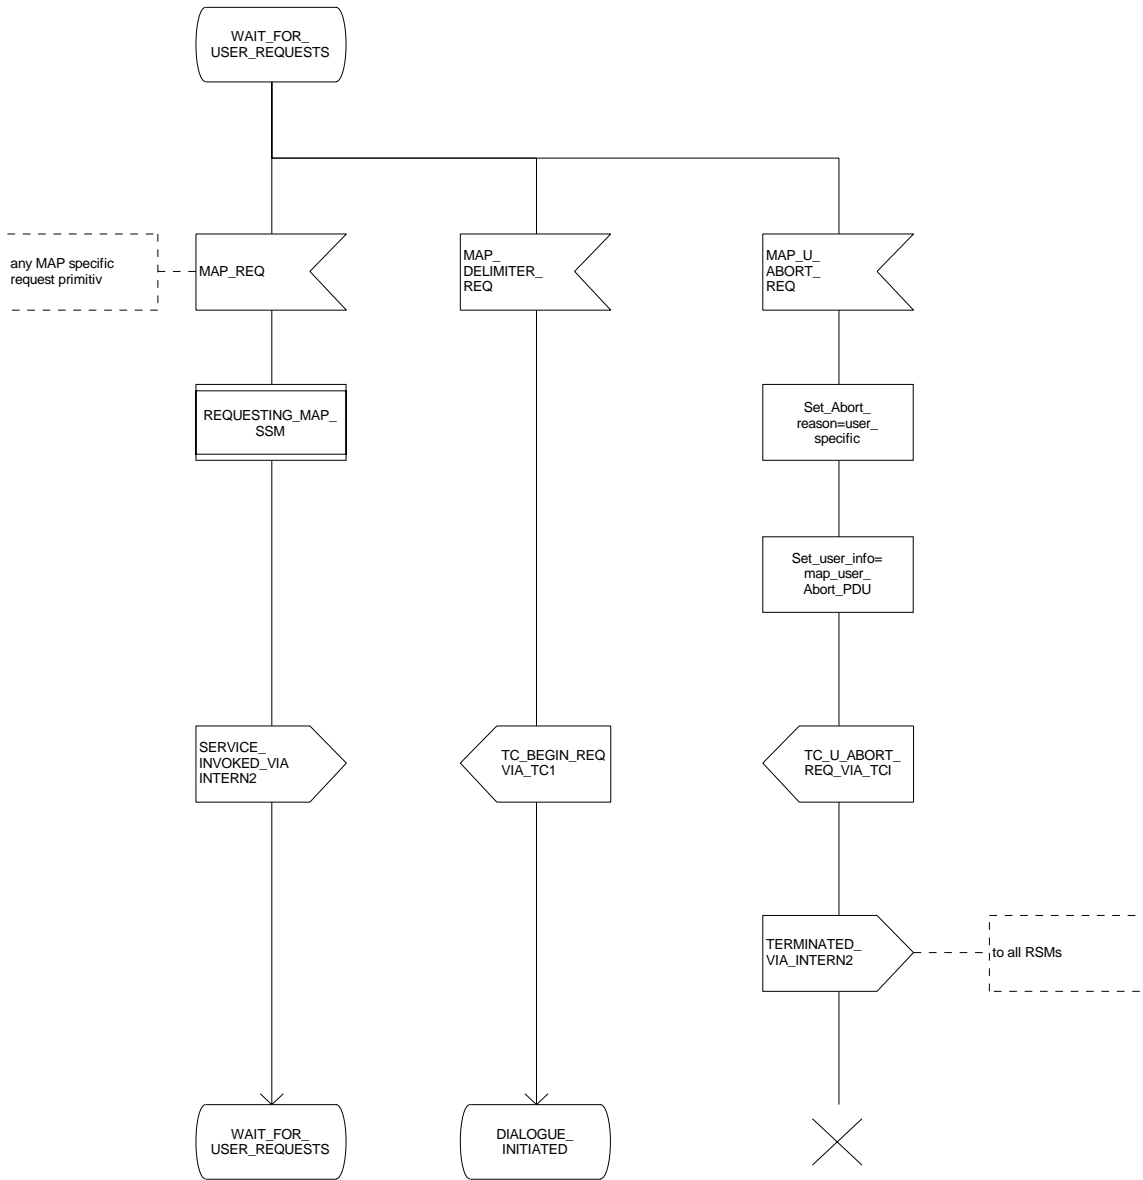 WAIT_FOR_
USER_REQUESTS
any MAP specific
request primitiv
MAP_REQ
MAP_
DELIMITER_
REQ
MAP_U_
ABORT_
REQ
REQUESTING_MAP_
SSM
Set_Abort_
reason=user_
specific
Set_user_info=
map_user_
Abort_PDU
SERVICE_
INVOKED_VIA
INTERN2
TC_BEGIN_REQ
VIA_TC1
TC_U_ABORT_
REQ_VIA_TCI
TERMINATED_
VIA_INTERN2
to all RSMs
WAIT_FOR_
USER_REQUESTS
DIALOGUE_
INITIATED